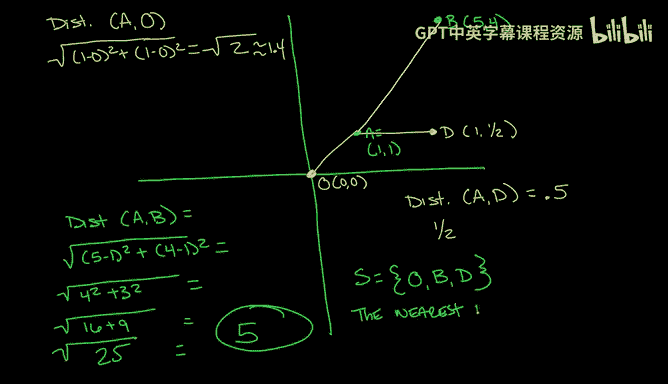 Dist. (A,O)
√(1-0)²+(1-0)² = √2 ≈ 1.4
B (5,4)
GPT中英字幕课程资源 bilibili
A=
(1,1)
D (1, ½)
O(0,0)
Dist. (A,D) = .5
½
Dist (A,B) =
√(5-1)²+(4-1)² =
√4²+3² =
√16+9 =
√25 =
5
S={O,B,D}
THE NEAREST